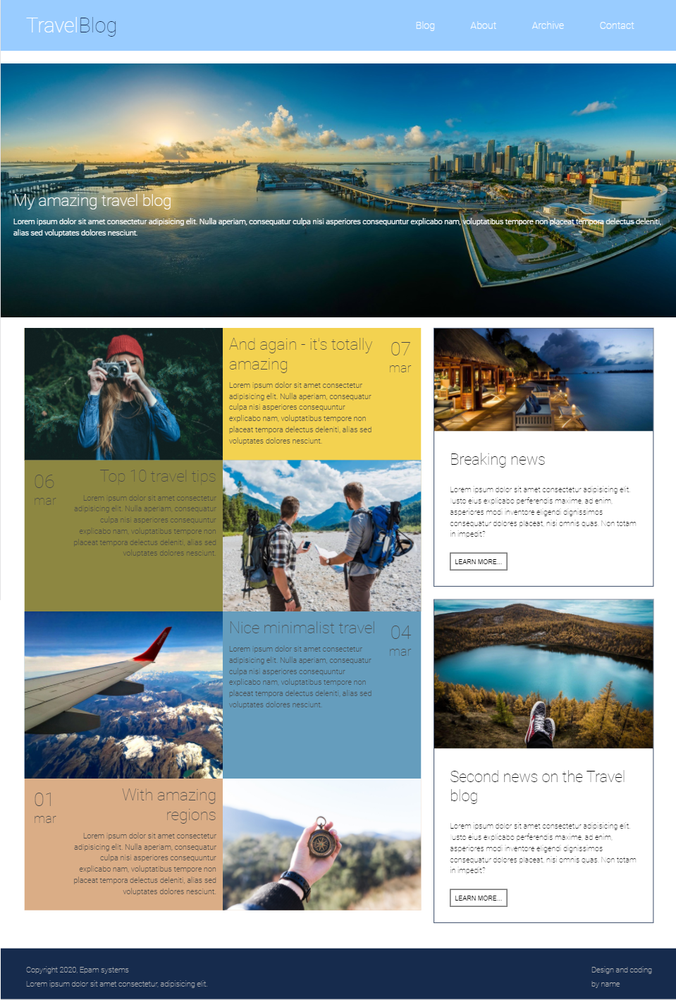 TravelBlog
Blog About Archive Contact
My amazing travel blog
Lorem ipsum dolor sit amet consectetur adipisicing elit. Nulla aperiam, consequatur culpa nisi asperiores consequuntur explicabo nam, voluptatibus tempore non placeat tempora delectus deleniti,
alias sed voluptates dolores nesciunt.
And again - it's totally
amazing
07
mar
Lorem ipsum dolor sit amet consectetur
adipisicing elit. Nulla aperiam, consequatur
culpa nisi asperiores consequuntur
explicabo nam, voluptatibus tempore non
placeat tempora delectus deleniti, alias sed
voluptates dolores nesciunt.
06
mar
Top 10 travel tips
Lorem ipsum dolor sit amet consectetur
adipisicing elit. Nulla aperiam, consequatur
culpa nisi asperiores consequuntur
explicabo nam, voluptatibus tempore non
placeat tempora delectus deleniti, alias sed
voluptates dolores nesciunt.
Nice minimalist travel
04
mar
Lorem ipsum dolor sit amet consectetur
adipisicing elit. Nulla aperiam, consequatur
culpa nisi asperiores consequuntur
explicabo nam, voluptatibus tempore non
placeat tempora delectus deleniti, alias sed
voluptates dolores nesciunt.
01
mar
With amazing
regions
Lorem ipsum dolor sit amet consectetur
adipisicing elit. Nulla aperiam, consequatur
culpa nisi asperiores consequuntur
explicabo nam, voluptatibus tempore non
placeat tempora delectus deleniti, alias sed
voluptates dolores nesciunt.
Breaking news
Lorem ipsum dolor sit amet consectetur adipisicing elit.
Iusto eius explicabo perferendis maxime, ad enim,
asperiores modi inventore eligendi dignissimos
consequatur dolores placeat, nisi omnis quas. Non totam
in impedit?
LEARN MORE...
Second news on the Travel
blog
Lorem ipsum dolor sit amet consectetur adipisicing elit.
Iusto eius explicabo perferendis maxime, ad enim,
asperiores modi inventore eligendi dignissimos
consequatur dolores placeat, nisi omnis quas. Non totam
in impedit?
LEARN MORE...
Copyright 2020, Epam systems
Lorem ipsum dolor sit amet consectetur, adipisicing elit.
Design and coding
by name